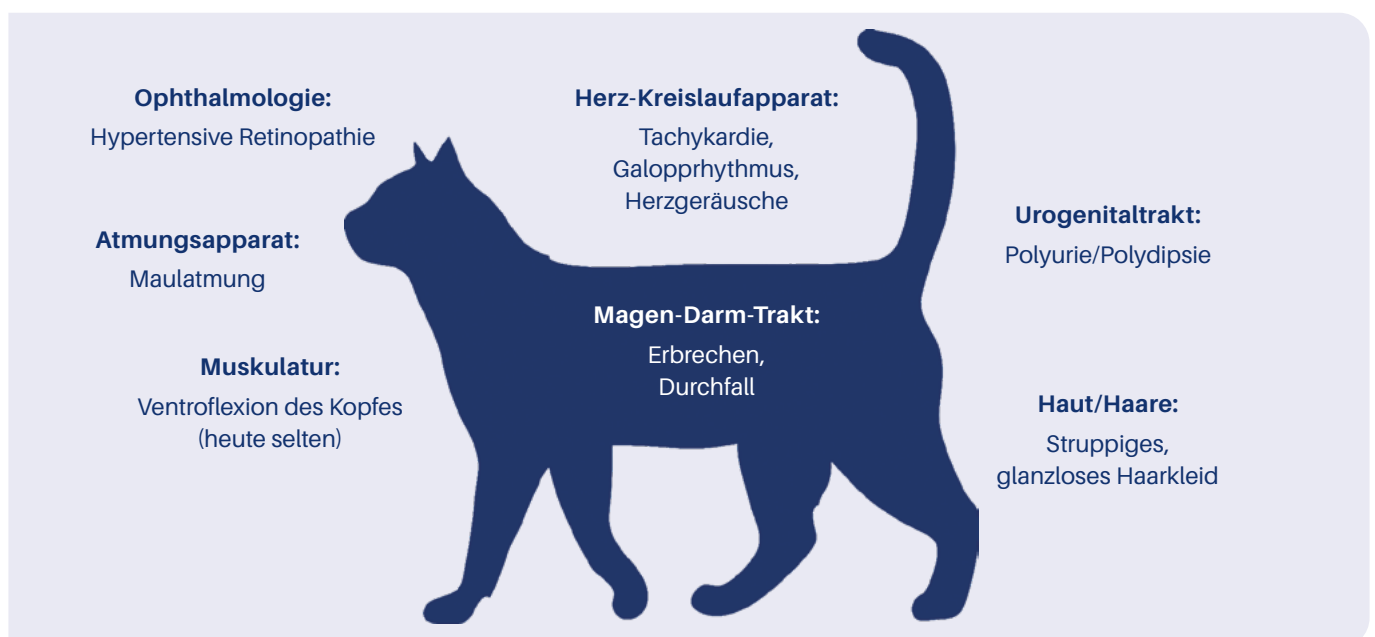 Ophthalmologie:
Hypertensive Retinopathie
Herz-Kreislaufapparat:
Tachykardie,
Galopprhythmus,
Herzgeräusche
Urogenitaltrakt:
Polyurie/Polydipsie
Atmungsapparat:
Maulatmung
Magen-Darm-Trakt:
Erbrechen,
Durchfall
Muskulatur:
Ventroflexion des Kopfes
(heute selten)
Haut/Haare:
Struppiges,
glanzloses Haarkleid